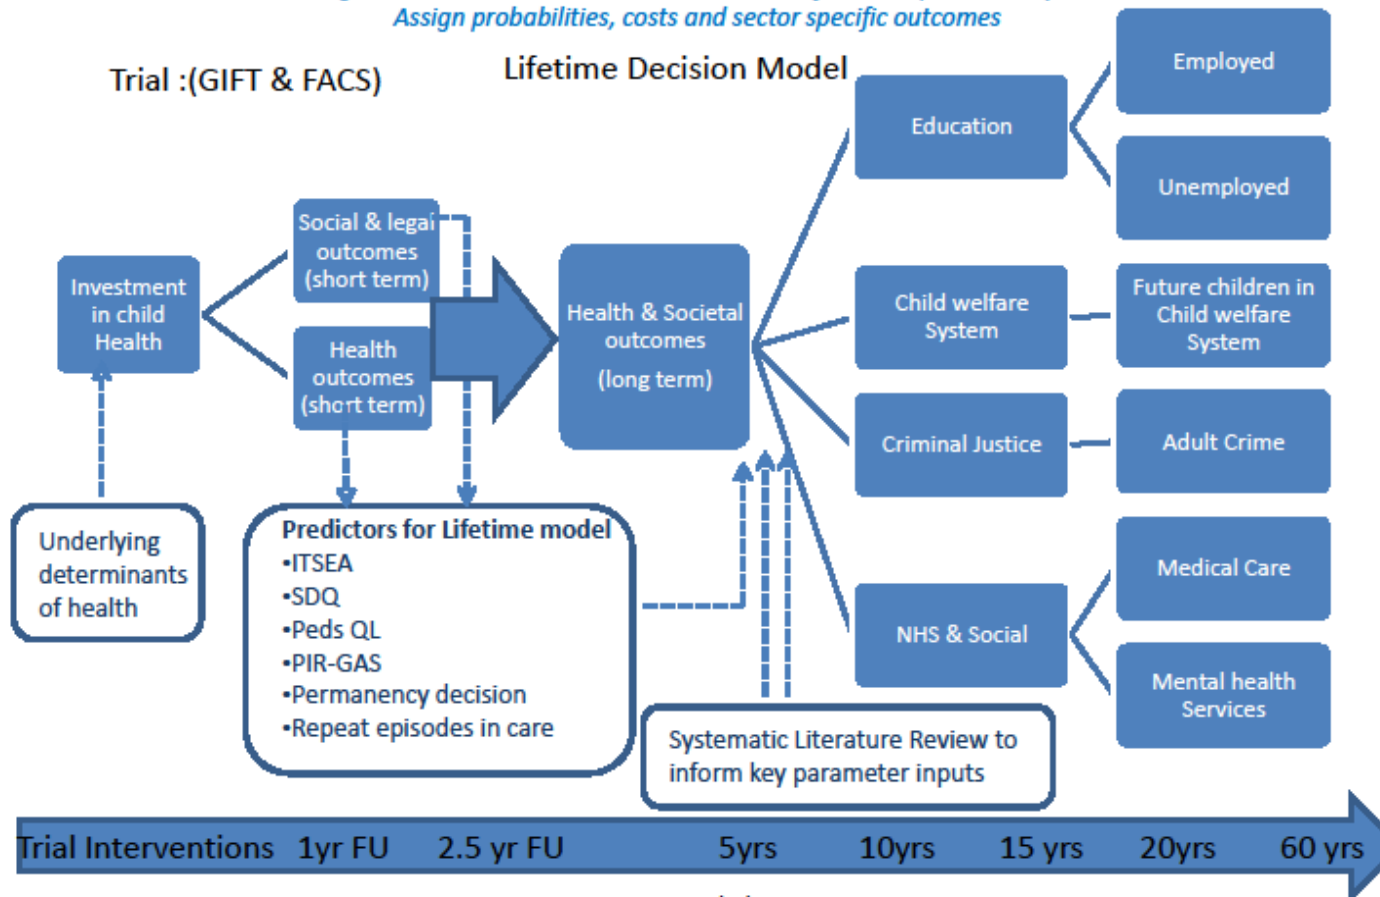 Assign probabilities, costs and sector specific outcomes
Trial :(GIFT & FACS)
Lifetime Decision Model
Investment
in child
Health
Social & legal
outcomes
(short term)
Health
outcomes
(short term)
Health & Societal
outcomes
(long term)
Education
Employed
Unemployed
Child welfare
System
Future children in
Child welfare
System
Criminal Justice
Adult Crime
NHS & Social
Medical Care
Mental health
Services
Underlying
determinants
of health
Predictors for Lifetime model
•ITSEA
•SDQ
•Peds QL
•PIR-GAS
•Permanency decision
•Repeat episodes in care
Systematic Literature Review to
inform key parameter inputs
Trial Interventions 1yr FU 2.5 yr FU 5yrs 10yrs 15 yrs 20yrs 60 yrs